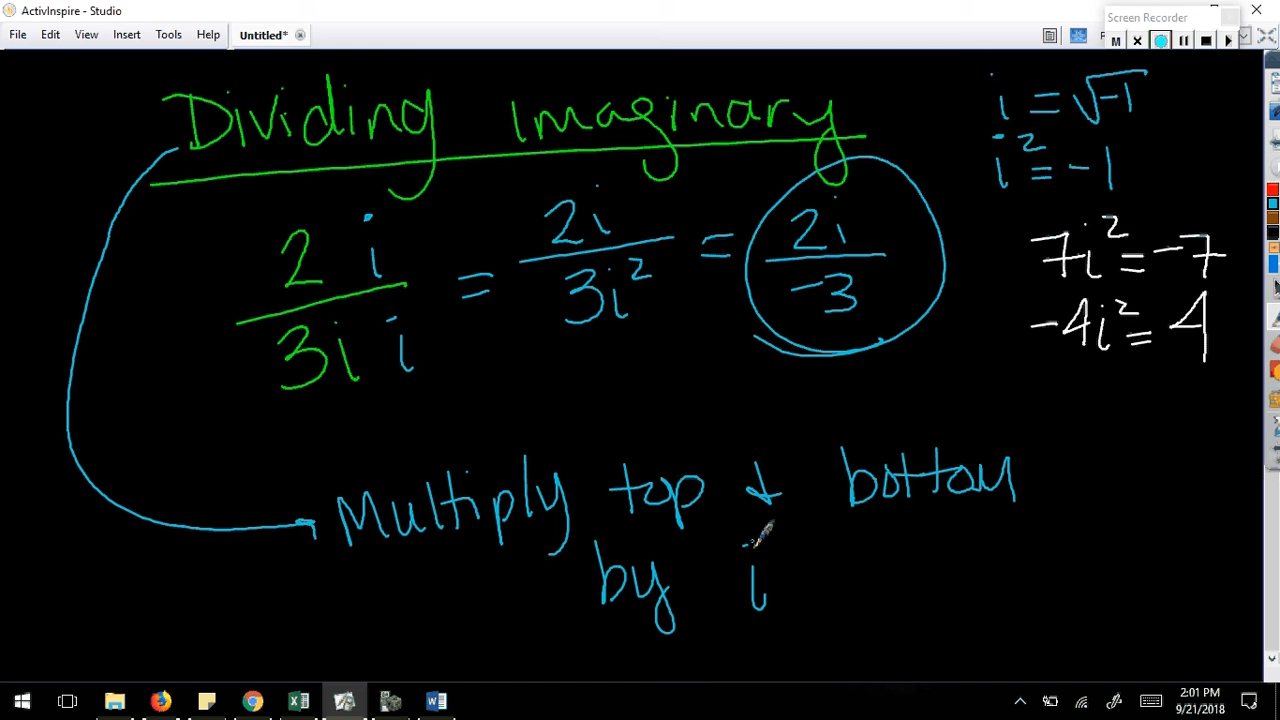 ActivInspire - Studio
Screen Recorder
File Edit View Insert Tools Help Untitled*
M
Dividing Imaginary
i = √-1
i² = -1
2 i / 3i i = 2i / 3i² = 2i / -3
7i² = -7
-4i² = 4
Multiply top & bottom
by i
2:01 PM
9/21/2018